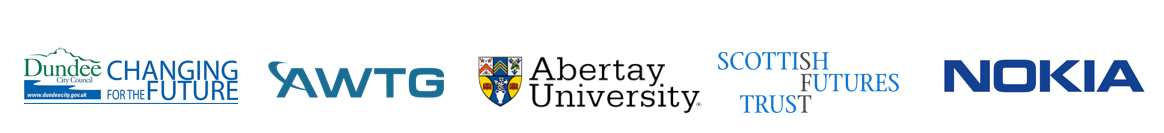 Dundee
City Council
www.dundeecity.gov.uk
CHANGING
FOR THE FUTURE
AWTG
Abertay
University®
SCOTTISH
FUTURES
TRUST
NOKIA